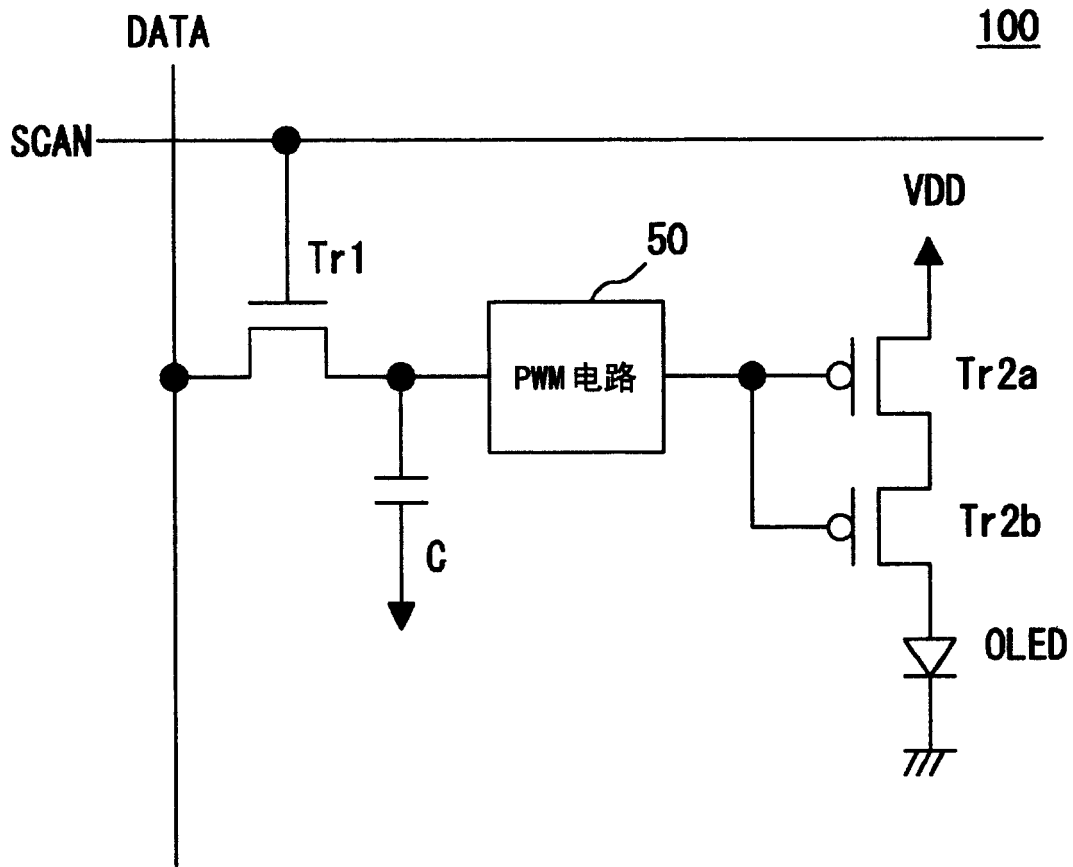 DATA
100
SCAN
VDD
Tr1
50
PWM 电路
Tr2a
Tr2b
C
OLED